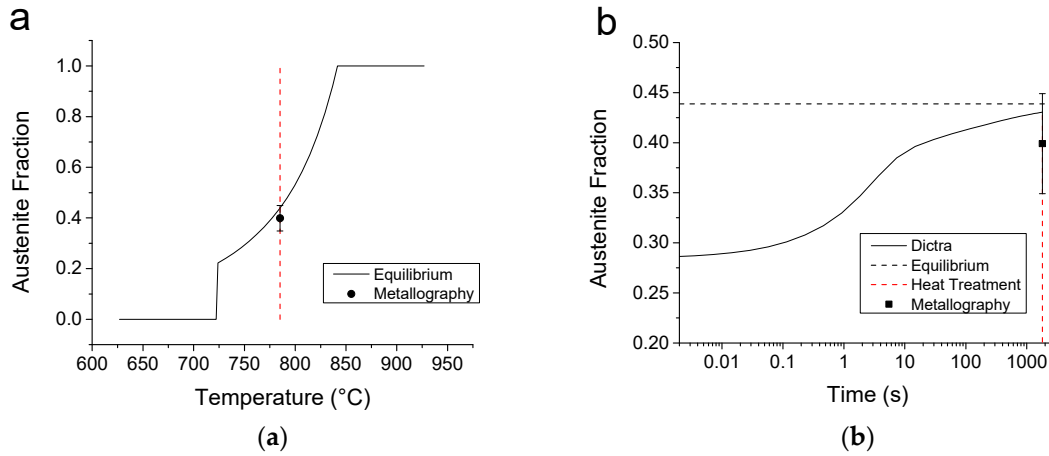 a
1.0
0.8
0.6
0.4
0.2
0.0
Austenite Fraction
Equilibrium
Metallography
600 650 700 750 800 850 900 950
Temperature (°C)
(a)
b
0.50
0.45
0.40
0.35
0.30
0.25
0.20
Austenite Fraction
Dictra
Equilibrium
Heat Treatment
Metallography
0.01 0.1 1 10 100 1000
Time (s)
(b)